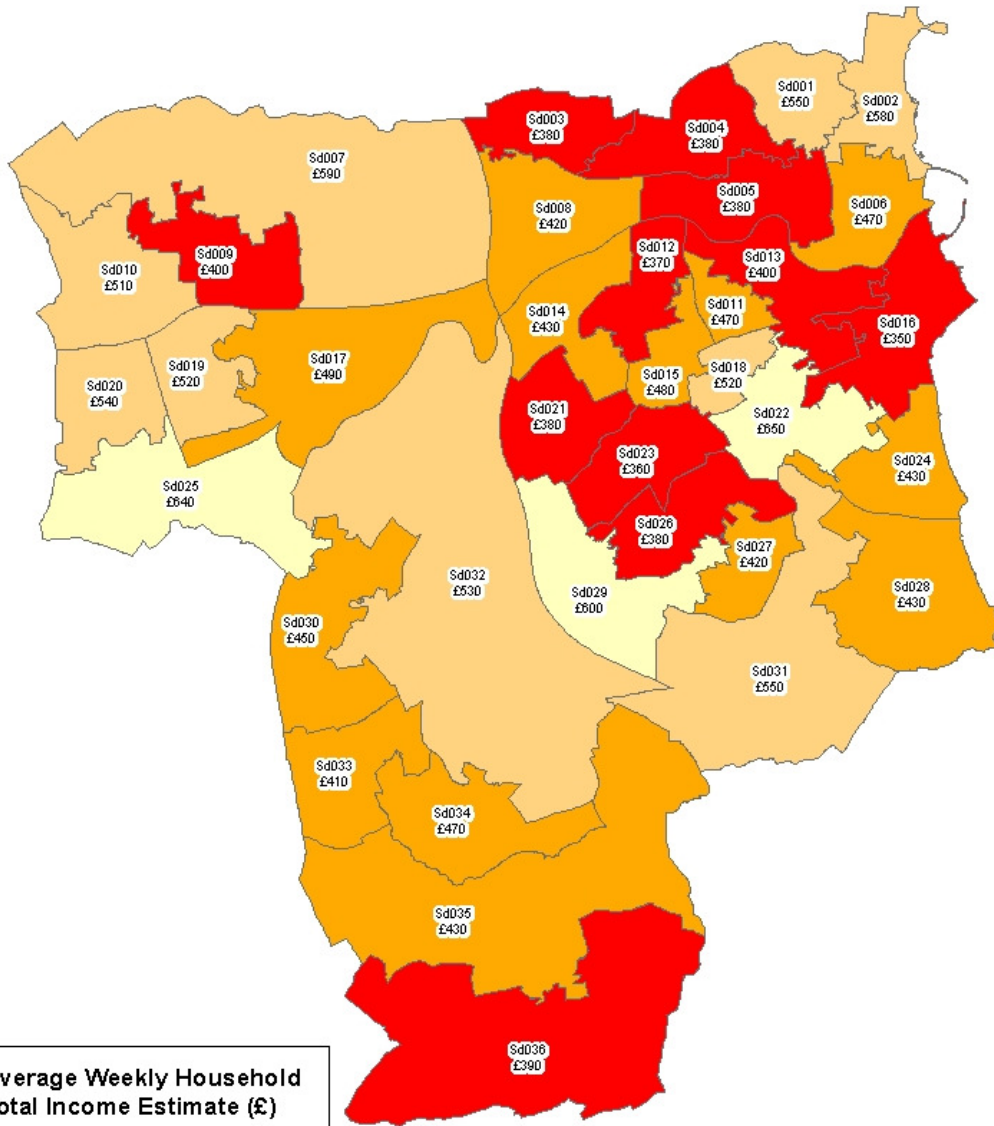 Sd001
£550
Sd002
£580
Sd003
£380
Sd004
£380
Sd007
£590
Sd005
£380
Sd006
£470
Sd008
£420
Sd009
£400
Sd012
£370
Sd013
£400
Sd010
£510
Sd011
£470
Sd014
£430
Sd016
£350
Sd017
£490
Sd019
£520
Sd020
£540
Sd015
£480
Sd018
£520
Sd021
£380
Sd022
£650
Sd023
£360
Sd024
£430
Sd025
£640
Sd026
£380
Sd027
£420
Sd032
£530
Sd029
£600
Sd028
£430
Sd030
£450
Sd031
£550
Sd033
£410
Sd034
£470
Sd035
£430
Sd036
£390
verage Weekly Household
otal Income Estimate (£)